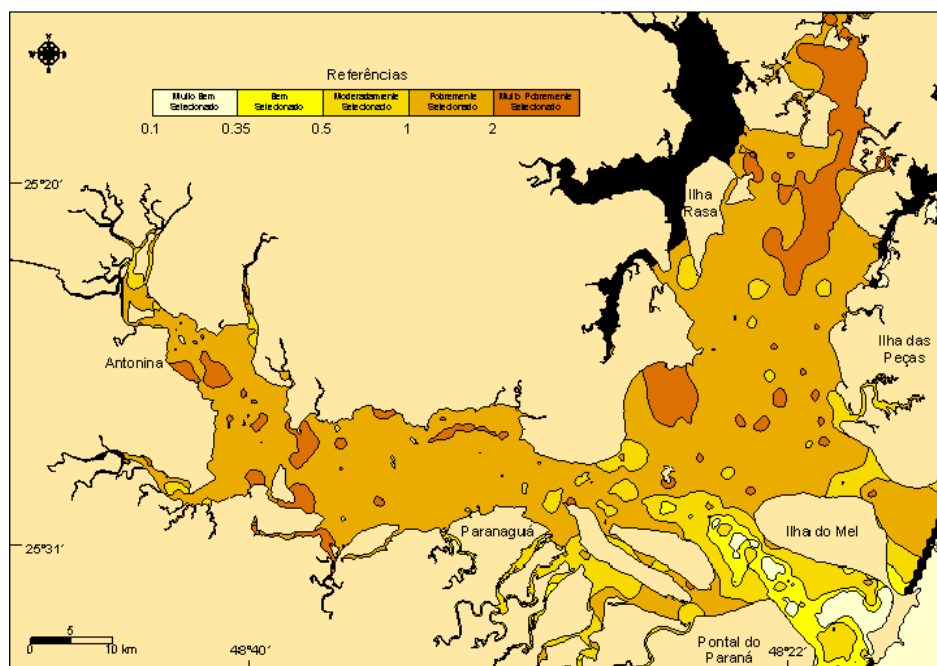 N
W
E
S
Referências
Muito Bem
Selecionado
Bem
Selecionado
Moderadamente
Selecionado
Pobremente
Selecionado
Muito Pobremente
Selecionado
0.1
0.35
0.5
1
2
25°20'
Ilha
Rasa
Antonina
Ilha das
Peças
Paranaguá
Ilha do Mel
25°31'
5
10 km
48°40'
Pontal do
Paraná
48°22'